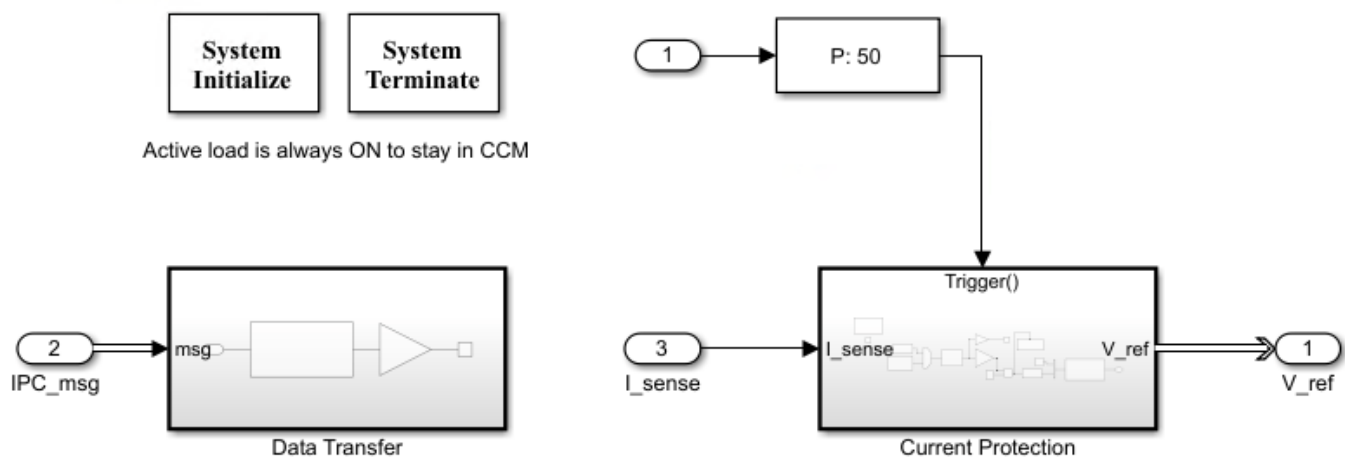 System
Initialize
System
Terminate
1
P: 50
Active load is always ON to stay in CCM
Trigger()
2
msg
3
I_sense
V_ref
1
IPC_msg
I_sense
V_ref
Data Transfer
Current Protection